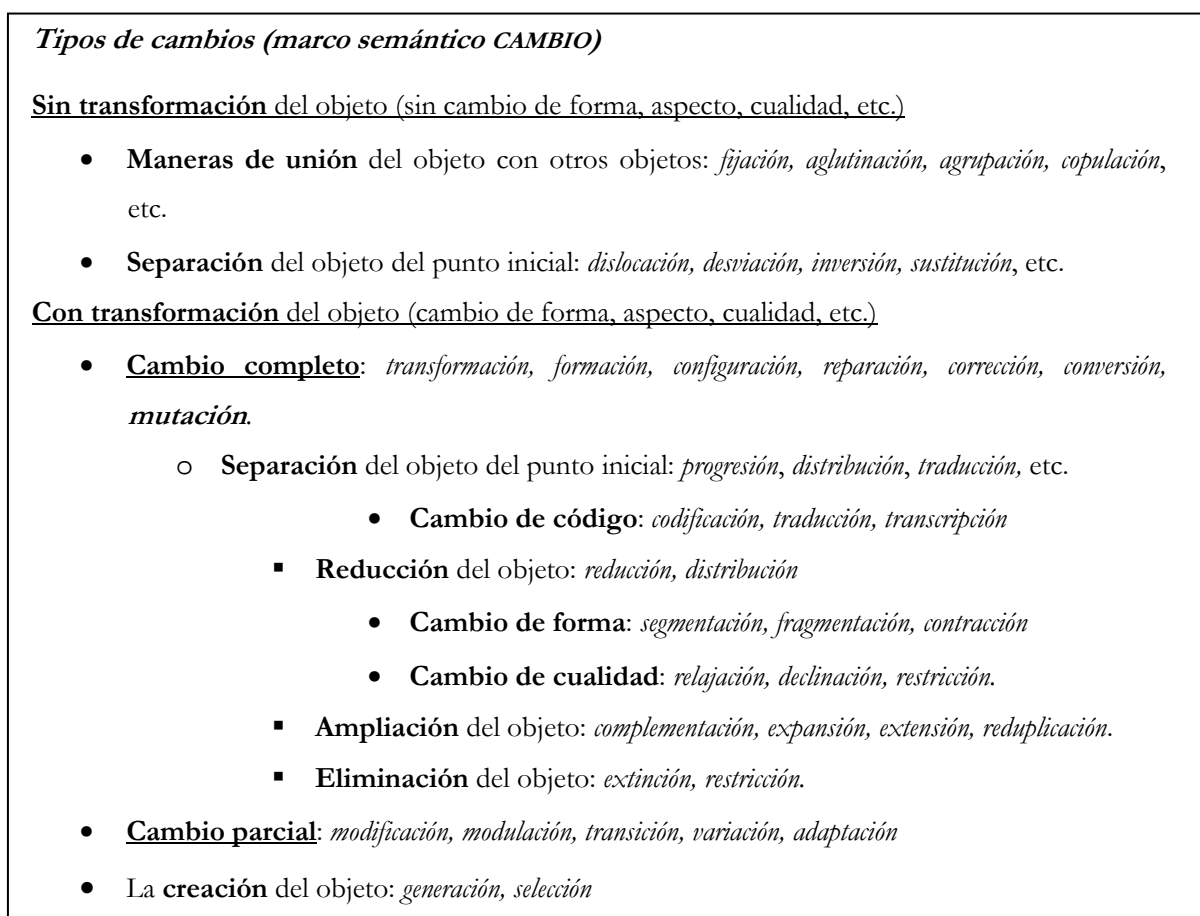 Tipos de cambios (marco semántico CAMBIO)
Sin transformación del objeto (sin cambio de forma, aspecto, cualidad, etc.)
• Maneras de unión del objeto con otros objetos: fijación, aglutinación, agrupación, copulación,
etc.
• Separación del objeto del punto inicial: dislocación, desviación, inversión, sustitución, etc.
Con transformación del objeto (cambio de forma, aspecto, cualidad, etc.)
• Cambio completo: transformación, formación, configuración, reparación, corrección, conversión,
mutación.
o Separación del objeto del punto inicial: progresión, distribución, traducción, etc.
• Cambio de código: codificación, traducción, transcripción
▪ Reducción del objeto: reducción, distribución
• Cambio de forma: segmentación, fragmentación, contracción
• Cambio de cualidad: relajación, declinación, restricción.
▪ Ampliación del objeto: complementación, expansión, extensión, reduplicación.
▪ Eliminación del objeto: extinción, restricción.
• Cambio parcial: modificación, modulación, transición, variación, adaptación
• La creación del objeto: generación, selección